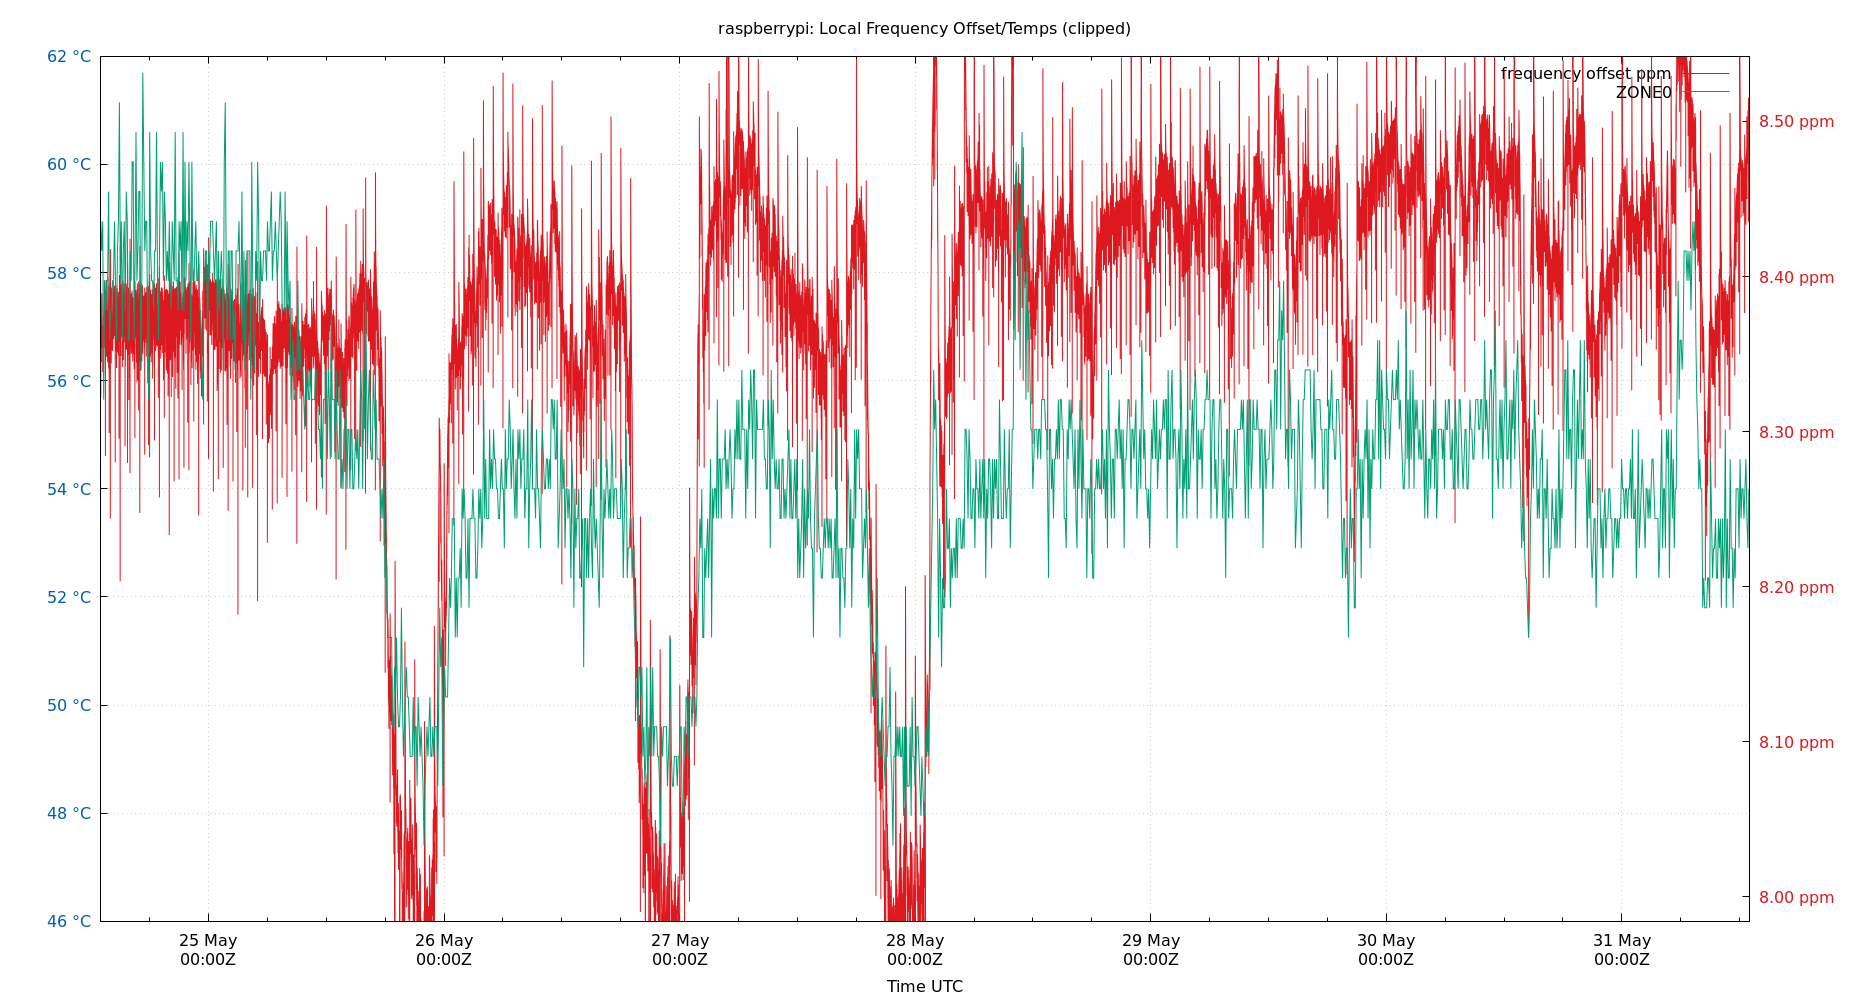 raspberrypi: Local Frequency Offset/Temps (clipped)
62 °C
60 °C
58 °C
56 °C
54 °C
52 °C
50 °C
48 °C
46 °C
frequency offset ppm
ZONE0
8.50 ppm
8.40 ppm
8.30 ppm
8.20 ppm
8.10 ppm
8.00 ppm
25 May
00:00Z
26 May
00:00Z
27 May
00:00Z
28 May
00:00Z
29 May
00:00Z
30 May
00:00Z
31 May
00:00Z
Time UTC